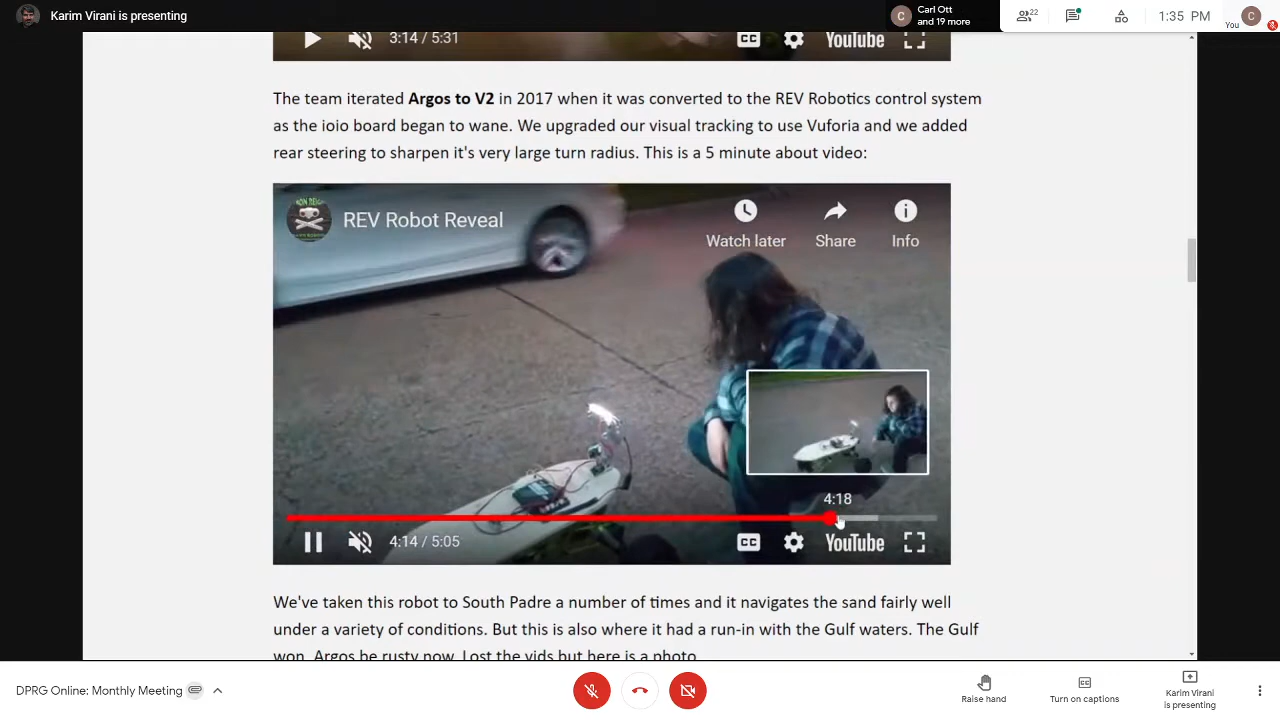 Karim Virani is presenting
C
Carl Ott
and 19 more
22
1:35 PM
C
You
3:14 / 5:31
CC
YouTube
The team iterated Argos to V2 in 2017 when it was converted to the REV Robotics control system
as the ioio board began to wane. We upgraded our visual tracking to use Vuforia and we added
rear steering to sharpen it's very large turn radius. This is a 5 minute about video:
REV Robot Reveal
Watch later
Share
Info
4:18
4:14 / 5:05
CC
YouTube
We've taken this robot to South Padre a number of times and it navigates the sand fairly well
under a variety of conditions. But this is also where it had a run-in with the Gulf waters. The Gulf
won. Argos be rusty now. Lost the vids but here is a photo
DPRG Online: Monthly Meeting
Raise hand
Turn on captions
Karim Virani
is presenting